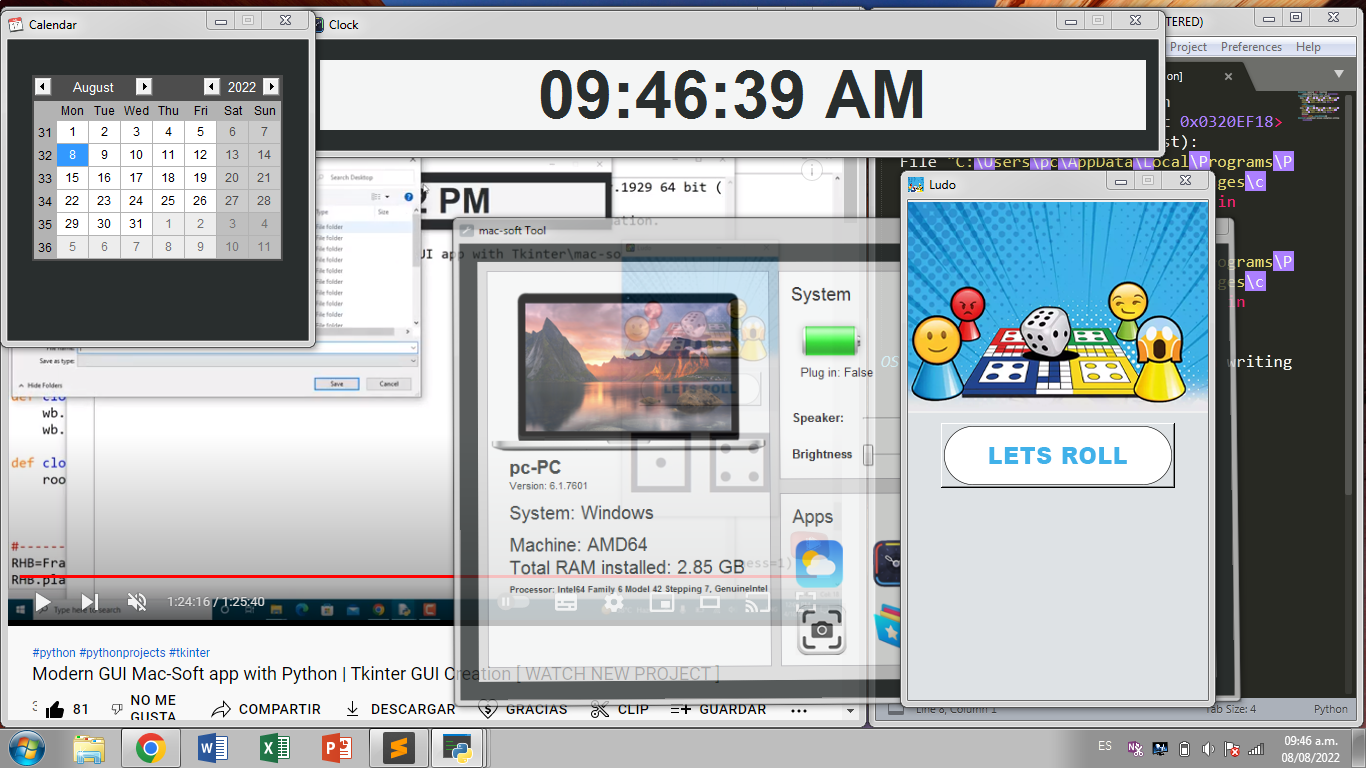 Calendar
August 2022
Mon Tue Wed Thu Fri Sat Sun
31 1 2 3 4 5 6 7
32 8 9 10 11 12 13 14
33 15 16 17 18 19 20 21
34 22 23 24 25 26 27 28
35 29 30 31 1 2 3 4
36 5 6 7 8 9 10 11
Clock
09:46:39 AM
TERED)
Project Preferences Help
on]
0x0320EF18>
st):
File "C:\Users\pc\AppData\Local\Programs\P
ges\c
in
ograms\P
ges\c
in
OS
writing
Search Desktop
Type Size
File folder
File folder
File folder
File folder
File folder
File folder
File folder
File folder
File folder
File folder
PM
.1929 64 bit (
ation.
UI app with Tkinter\mac-so
Save as type:
Hide Folders
Save Cancel
def clo
wb.
wb.
def clo
roo
#------
RHB=Fra
RHB.pla
ness=1)
Type here to search
1:24:16 / 1:25:40
mac-soft Tool
pc-PC
Version: 6.1.7601
System: Windows
Machine: AMD64
Total RAM installed: 2.85 GB
Processor: Intel64 Family 6 Model 42 Stepping 7, GenuineIntel
System
Plug in: False
Speaker:
Brightness
Apps
LETS ROLL
Ludo
LETS ROLL
#python #pythonprojects #tkinter
Modern GUI Mac-Soft app with Python | Tkinter GUI Creation [ WATCH NEW PROJECT ]
81
NO ME
GUSTA
COMPARTIR
DESCARGAR
GRACIAS
CLIP
GUARDAR
Line 8, Column 1
Tab Size: 4
Python
ES
09:46 a.m.
08/08/2022